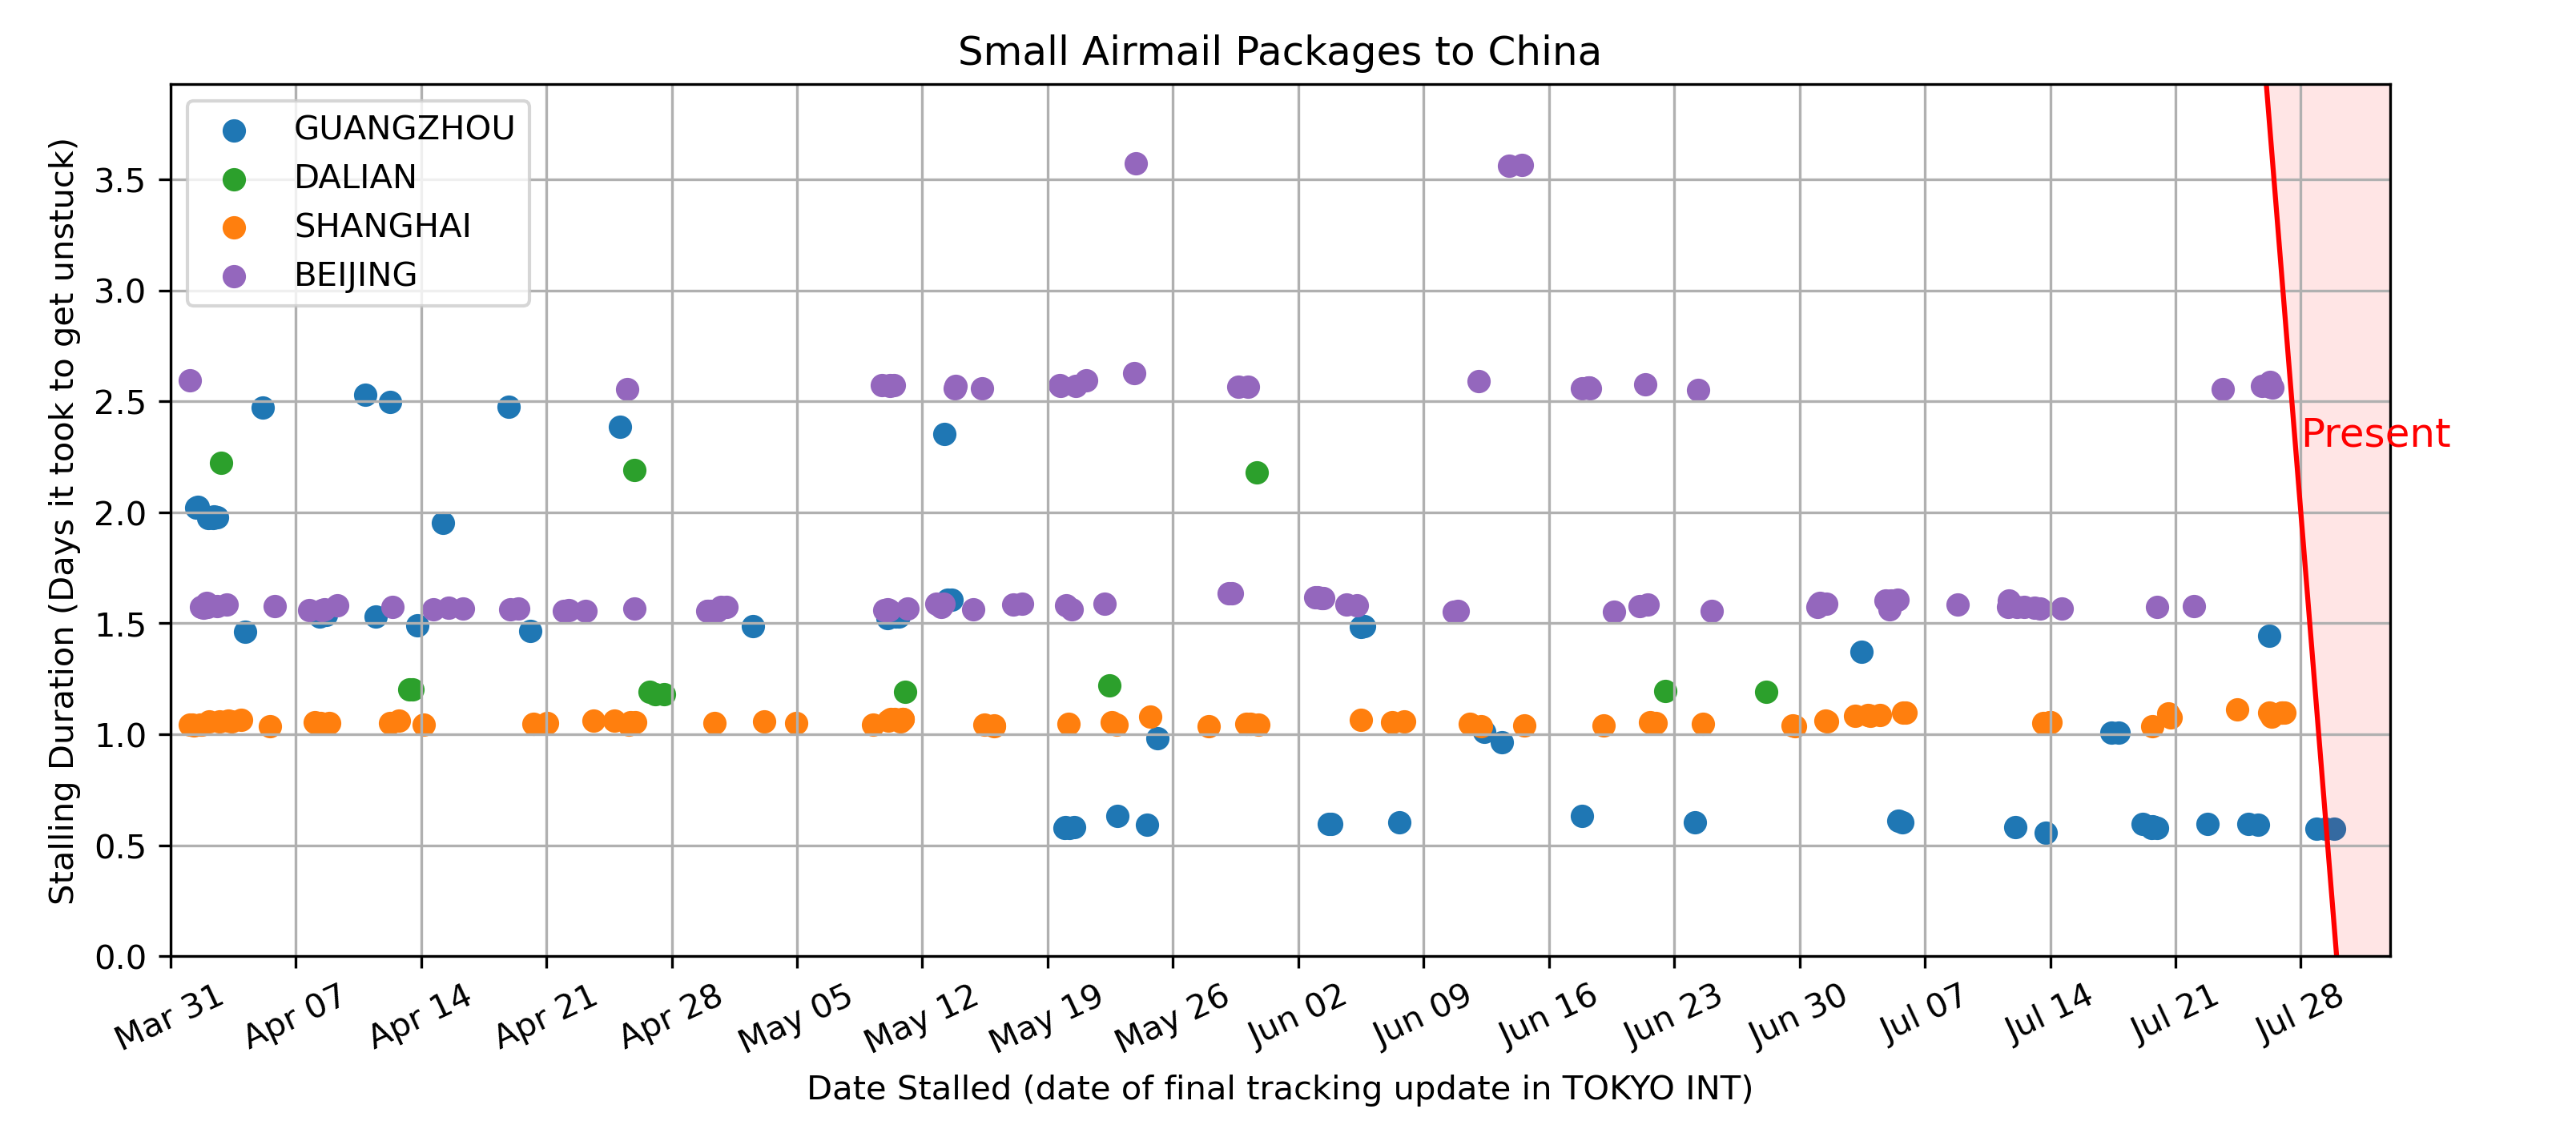 Small Airmail Packages to China
GUANGZHOU
DALIAN
SHANGHAI
BEIJING
Present
Stalling Duration (Days it took to get unstuck)
3.5
3.0
2.5
2.0
1.5
1.0
0.5
0.0
Mar 31
Apr 07
Apr 14
Apr 21
Apr 28
May 05
May 12
May 19
May 26
Jun 02
Jun 09
Jun 16
Jun 23
Jun 30
Jul 07
Jul 14
Jul 21
Jul 28
Date Stalled (date of final tracking update in TOKYO INT)